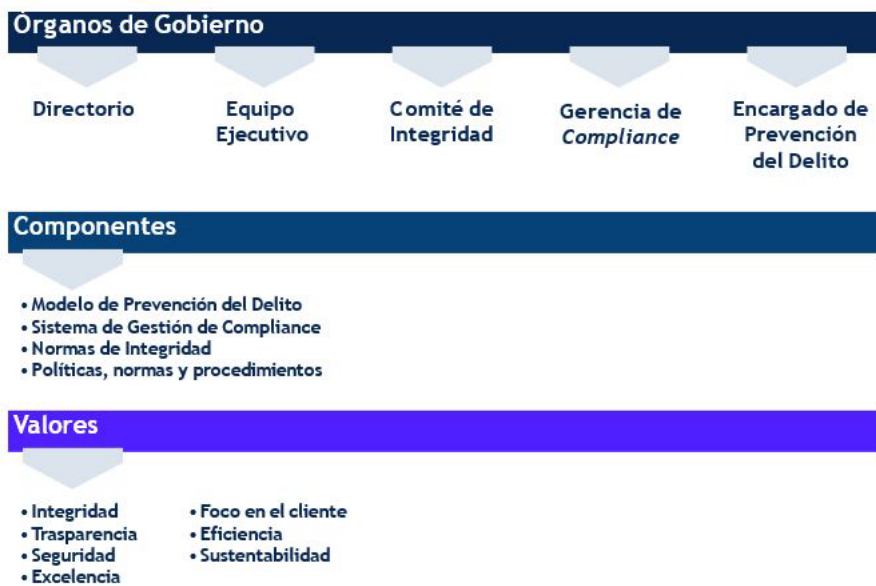 Órganos de Gobierno
Directorio
Equipo
Ejecutivo
Comité de
Integridad
Gerencia de
Compliance
Encargado de
Prevención
del Delito
Componentes
• Modelo de Prevención del Delito
• Sistema de Gestión de Compliance
• Normas de Integridad
• Políticas, normas y procedimientos
Valores
• Integridad
• Trasparencia
• Seguridad
• Excelencia
• Foco en el cliente
• Eficiencia
• Sustentabilidad